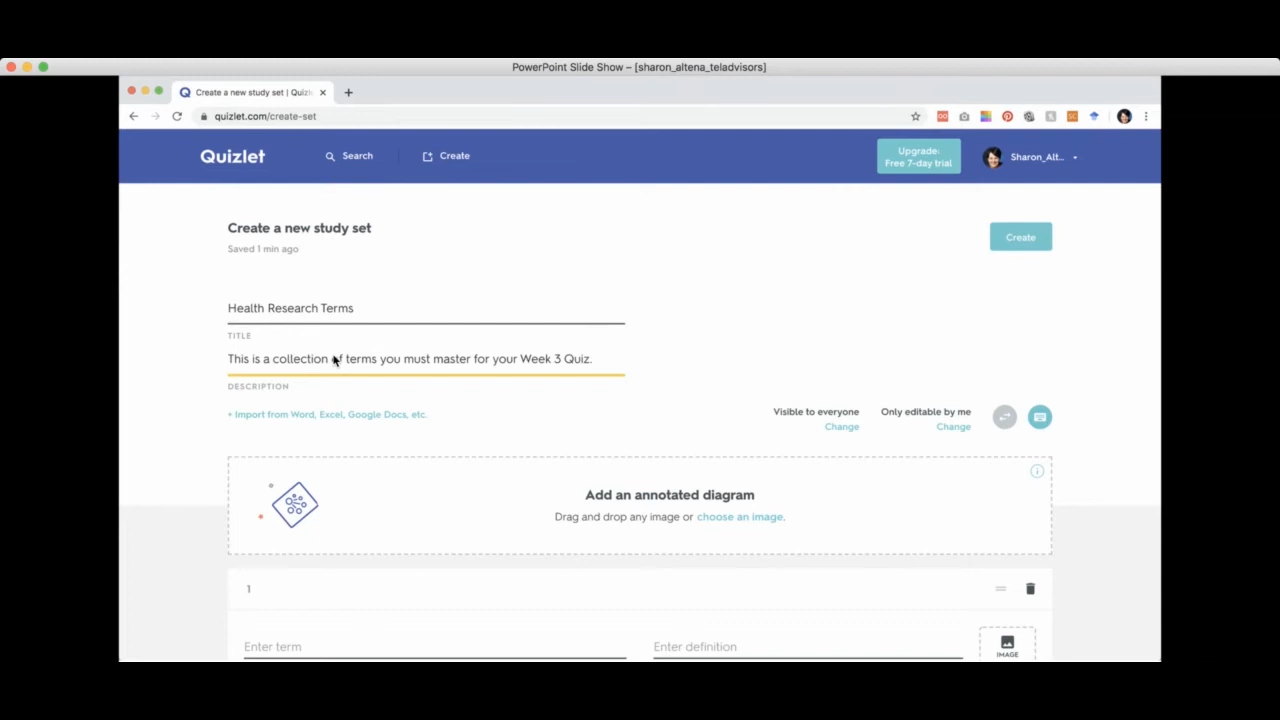 PowerPoint Slide Show – [sharon_altena_teladvisors]
Create a new study set | Quizl
quizlet.com/create-set
Quizlet
Search
Create
Upgrade:
Free 7-day trial
Sharon_Alt...
Create a new study set
Saved 1 min ago
Create
Health Research Terms
TITLE
This is a collection of terms you must master for your Week 3 Quiz.
DESCRIPTION
+ Import from Word, Excel, Google Docs, etc.
Visible to everyone
Change
Only editable by me
Change
Add an annotated diagram
Drag and drop any image or choose an image.
1
Enter term
Enter definition
IMAGE